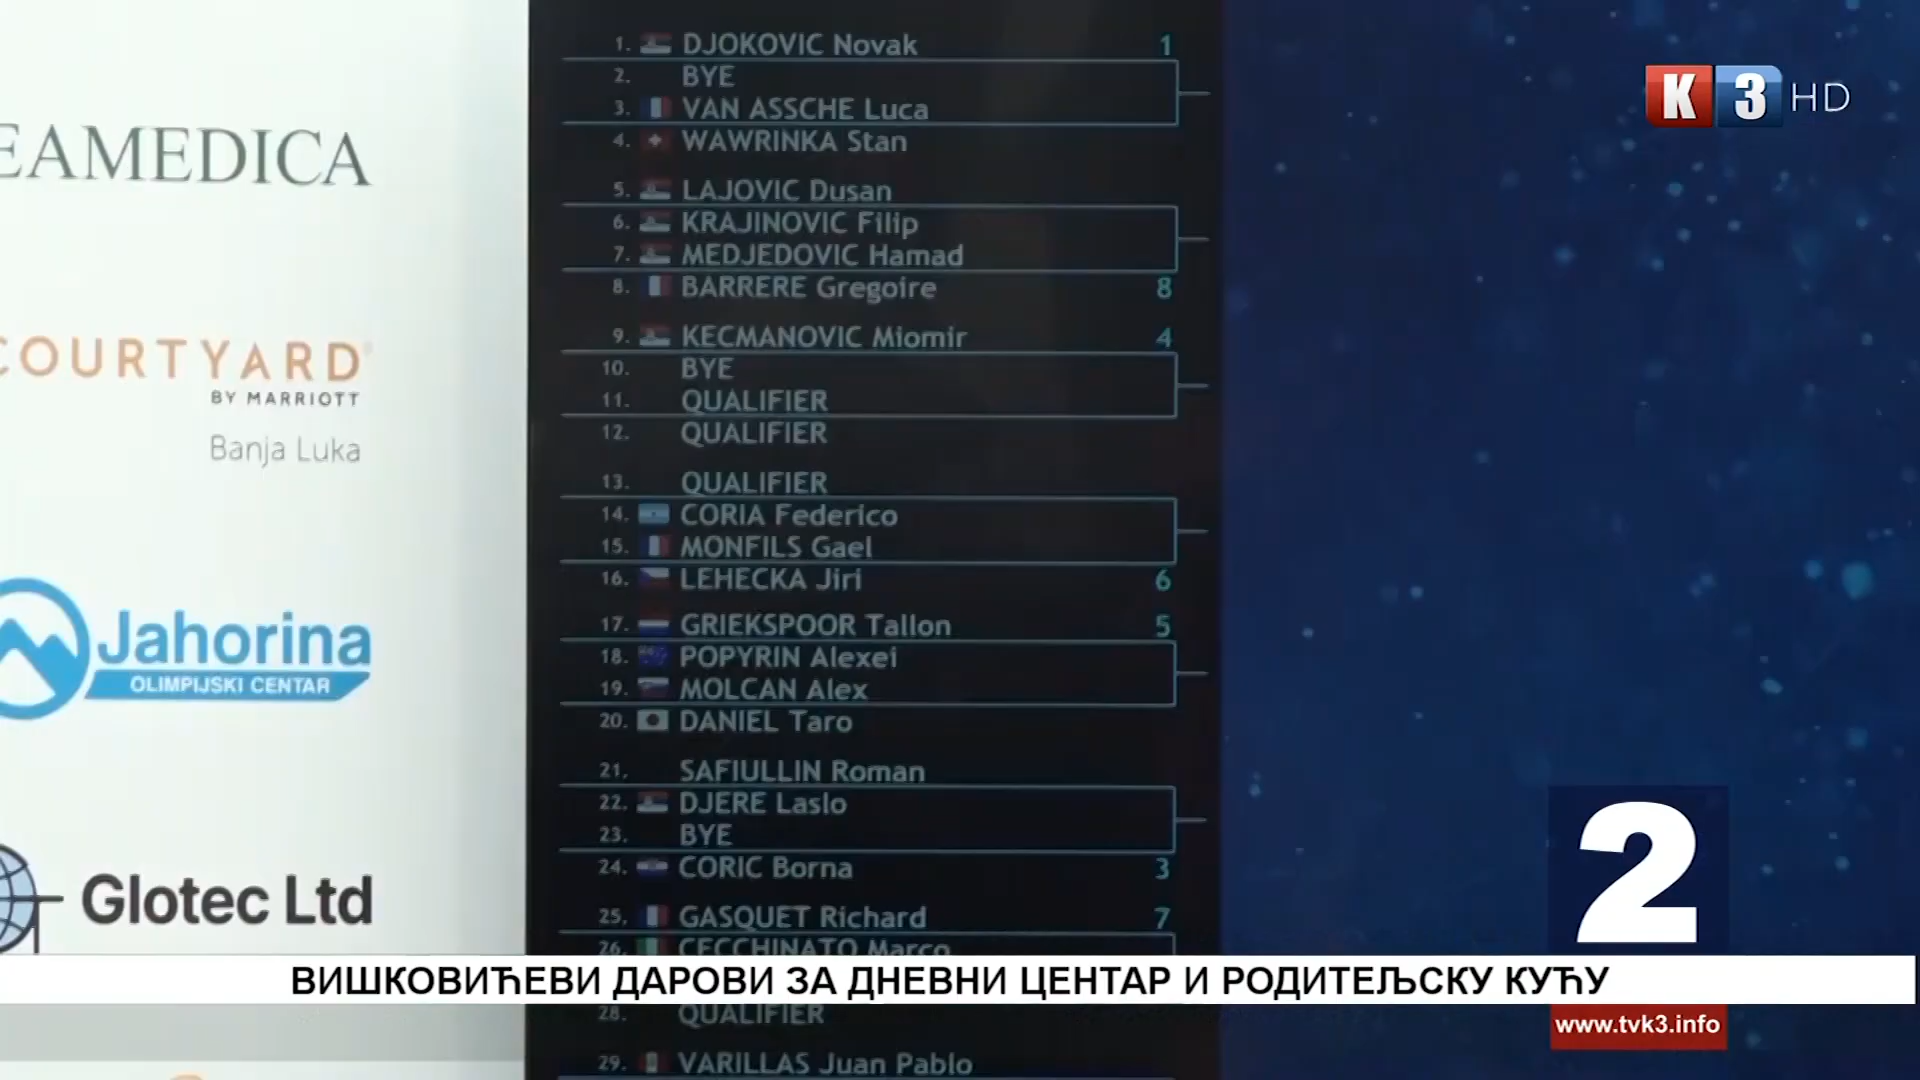 EAMEDICA
COURTYARD
BY MARRIOTT
Banja Luka
Jahorina
OLIMPIJSKI CENTAR
Glotec Ltd
1. DJOKOVIC Novak 1
2. BYE
3. VAN ASSCHE Luca
4. WAWRINKA Stan
5. LAJOVIC Dusan
6. KRAJINOVIC Filip
7. MEDJEDOVIC Hamad
8. BARRERE Gregoire 8
9. KECMANOVIC Miomir 4
10. BYE
11. QUALIFIER
12. QUALIFIER
13. QUALIFIER
14. CORIA Federico
15. MONFILS Gael
16. LEHECKA Jiri 6
17. GRIEKSPOOR Tallon 5
18. POPYRIN Alexei
19. MOLCAN Alex
20. DANIEL Taro
21. SAFIULLIN Roman
22. DJERE Laslo
23. BYE
24. CORIC Borna 3
25. GASQUET Richard 7
26. CECCHINATO Marco
28. QUALIFIER
29. VARILLAS Juan Pablo
K 3 HD
2
ВИШКОВИЋЕВИ ДАРОВИ ЗА ДНЕВНИ ЦЕНТАР И РОДИТЕЉСКУ КУЋУ
www.tvk3.info